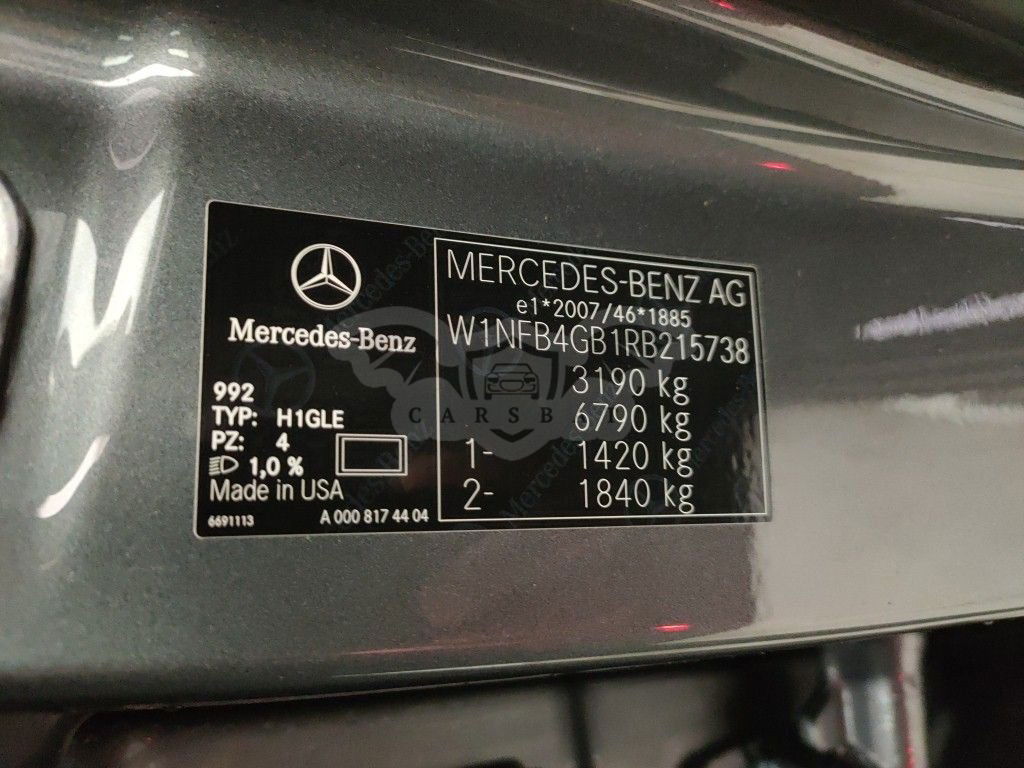 Mercedes-Benz
992
TYP: H1GLE
PZ: 4
1,0 %
Made in USA
6691113 A 000 817 44 04
MERCEDES-BENZ AG
e1*2007/46*1885
W1NFB4GB1RB215738
3190 kg
6790 kg
1- 1420 kg
2- 1840 kg